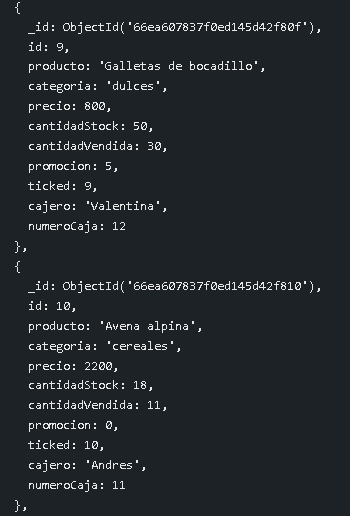 {
_id: ObjectId('66ea607837f0ed145d42f80f'),
id: 9,
producto: 'Galletas de bocadillo',
categoria: 'dulces',
precio: 800,
cantidadStock: 50,
cantidadVendida: 30,
promocion: 5,
ticked: 9,
cajero: 'Valentina',
numeroCaja: 12
},
{
_id: ObjectId('66ea607837f0ed145d42f810'),
id: 10,
producto: 'Avena alpina',
categoria: 'cereales',
precio: 2200,
cantidadStock: 18,
cantidadVendida: 11,
promocion: 0,
ticked: 10,
cajero: 'Andres',
numeroCaja: 11
},